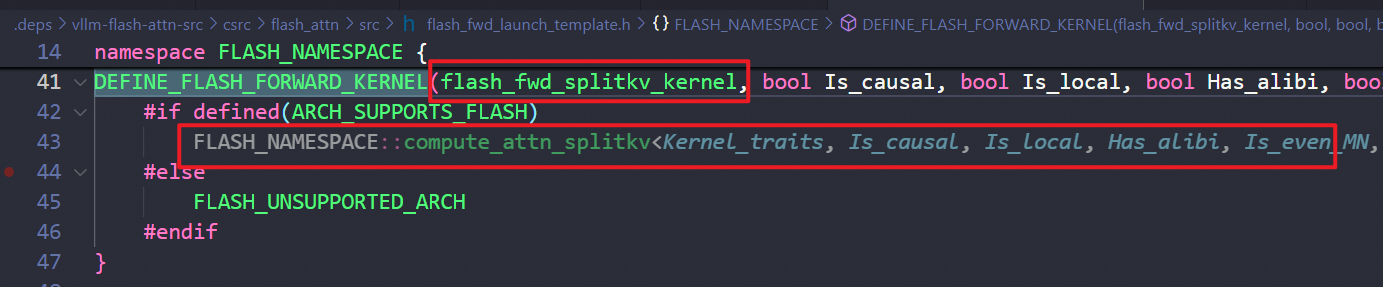 .deps > vllm-flash-attn-src > csrc > flash_attn > src > h flash_fwd_launch_template.h > {} FLASH_NAMESPACE > DEFINE_FLASH_FORWARD_KERNEL(flash_fwd_splitkv_kernel, bool, bool, b
14 namespace FLASH_NAMESPACE {
41 DEFINE_FLASH_FORWARD_KERNEL(flash_fwd_splitkv_kernel, bool Is_causal, bool Is_local, bool Has_alibi, boo
42 #if defined(ARCH_SUPPORTS_FLASH)
43 FLASH_NAMESPACE::compute_attn_splitkv<Kernel_traits, Is_causal, Is_local, Has_alibi, Is_even_MN,
44 #else
45 FLASH_UNSUPPORTED_ARCH
46 #endif
47 }